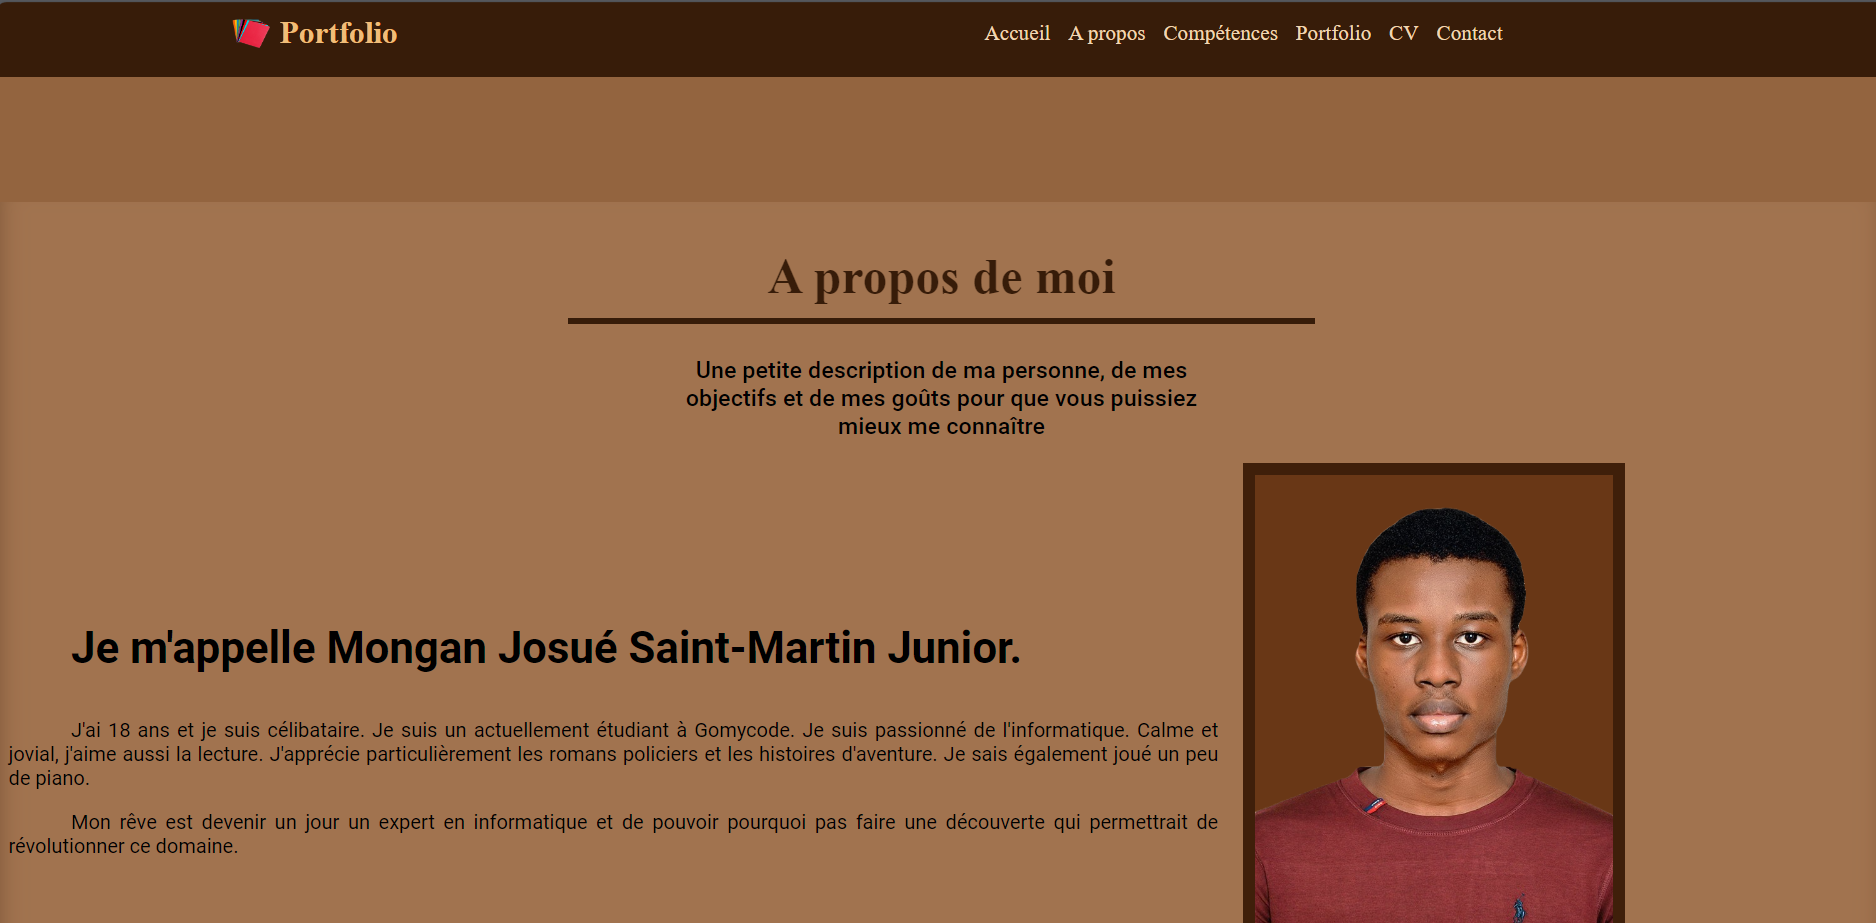 Portfolio
Accueil A propos Compétences Portfolio CV Contact
A propos de moi
Une petite description de ma personne, de mes
objectifs et de mes goûts pour que vous puissiez
mieux me connaître
Je m'appelle Mongan Josué Saint-Martin Junior.
J'ai 18 ans et je suis célibataire. Je suis un actuellement étudiant à Gomycode. Je suis passionné de l'informatique. Calme et
jovial, j'aime aussi la lecture. J'apprécie particulièrement les romans policiers et les histoires d'aventure. Je sais également joué un peu
de piano.
Mon rêve est devenir un jour un expert en informatique et de pouvoir pourquoi pas faire une découverte qui permettrait de
révolutionner ce domaine.